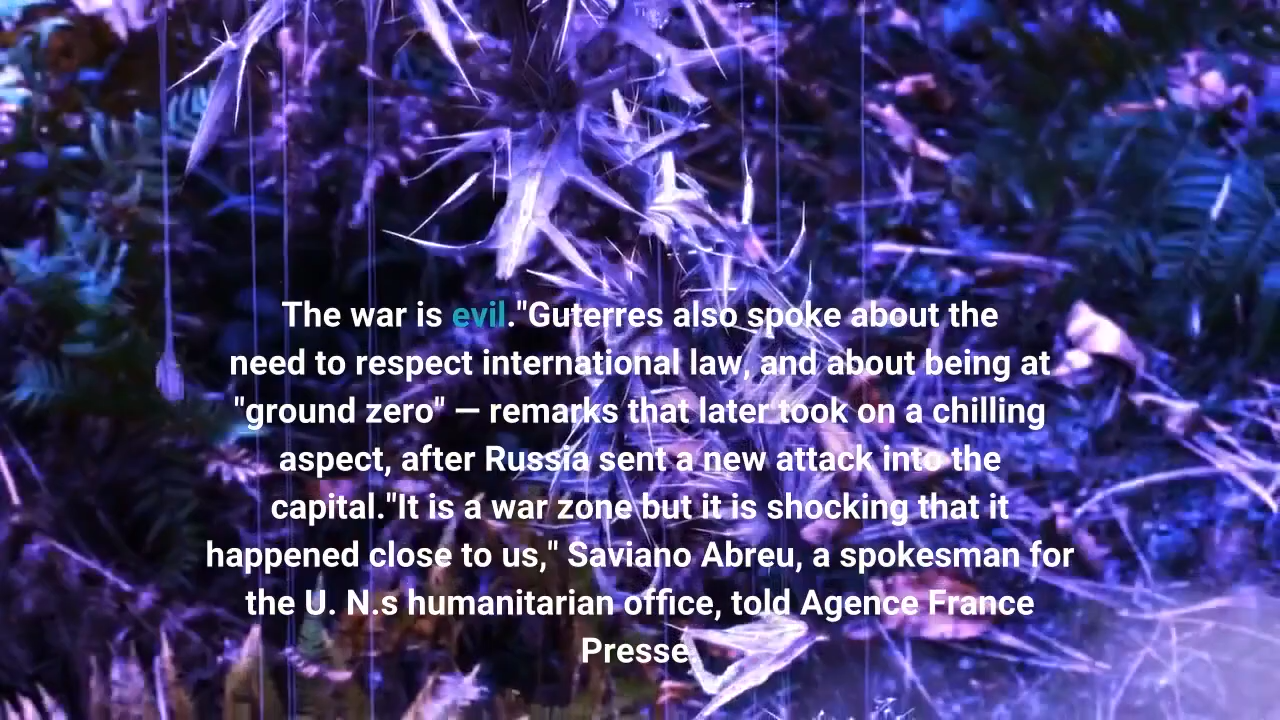 The war is evil."Guterres also spoke about the
need to respect international law, and about being at
"ground zero" — remarks that later took on a chilling
aspect, after Russia sent a new attack into the
capital."It is a war zone but it is shocking that it
happened close to us," Saviano Abreu, a spokesman for
the U. N.s humanitarian office, told Agence France
Presse.